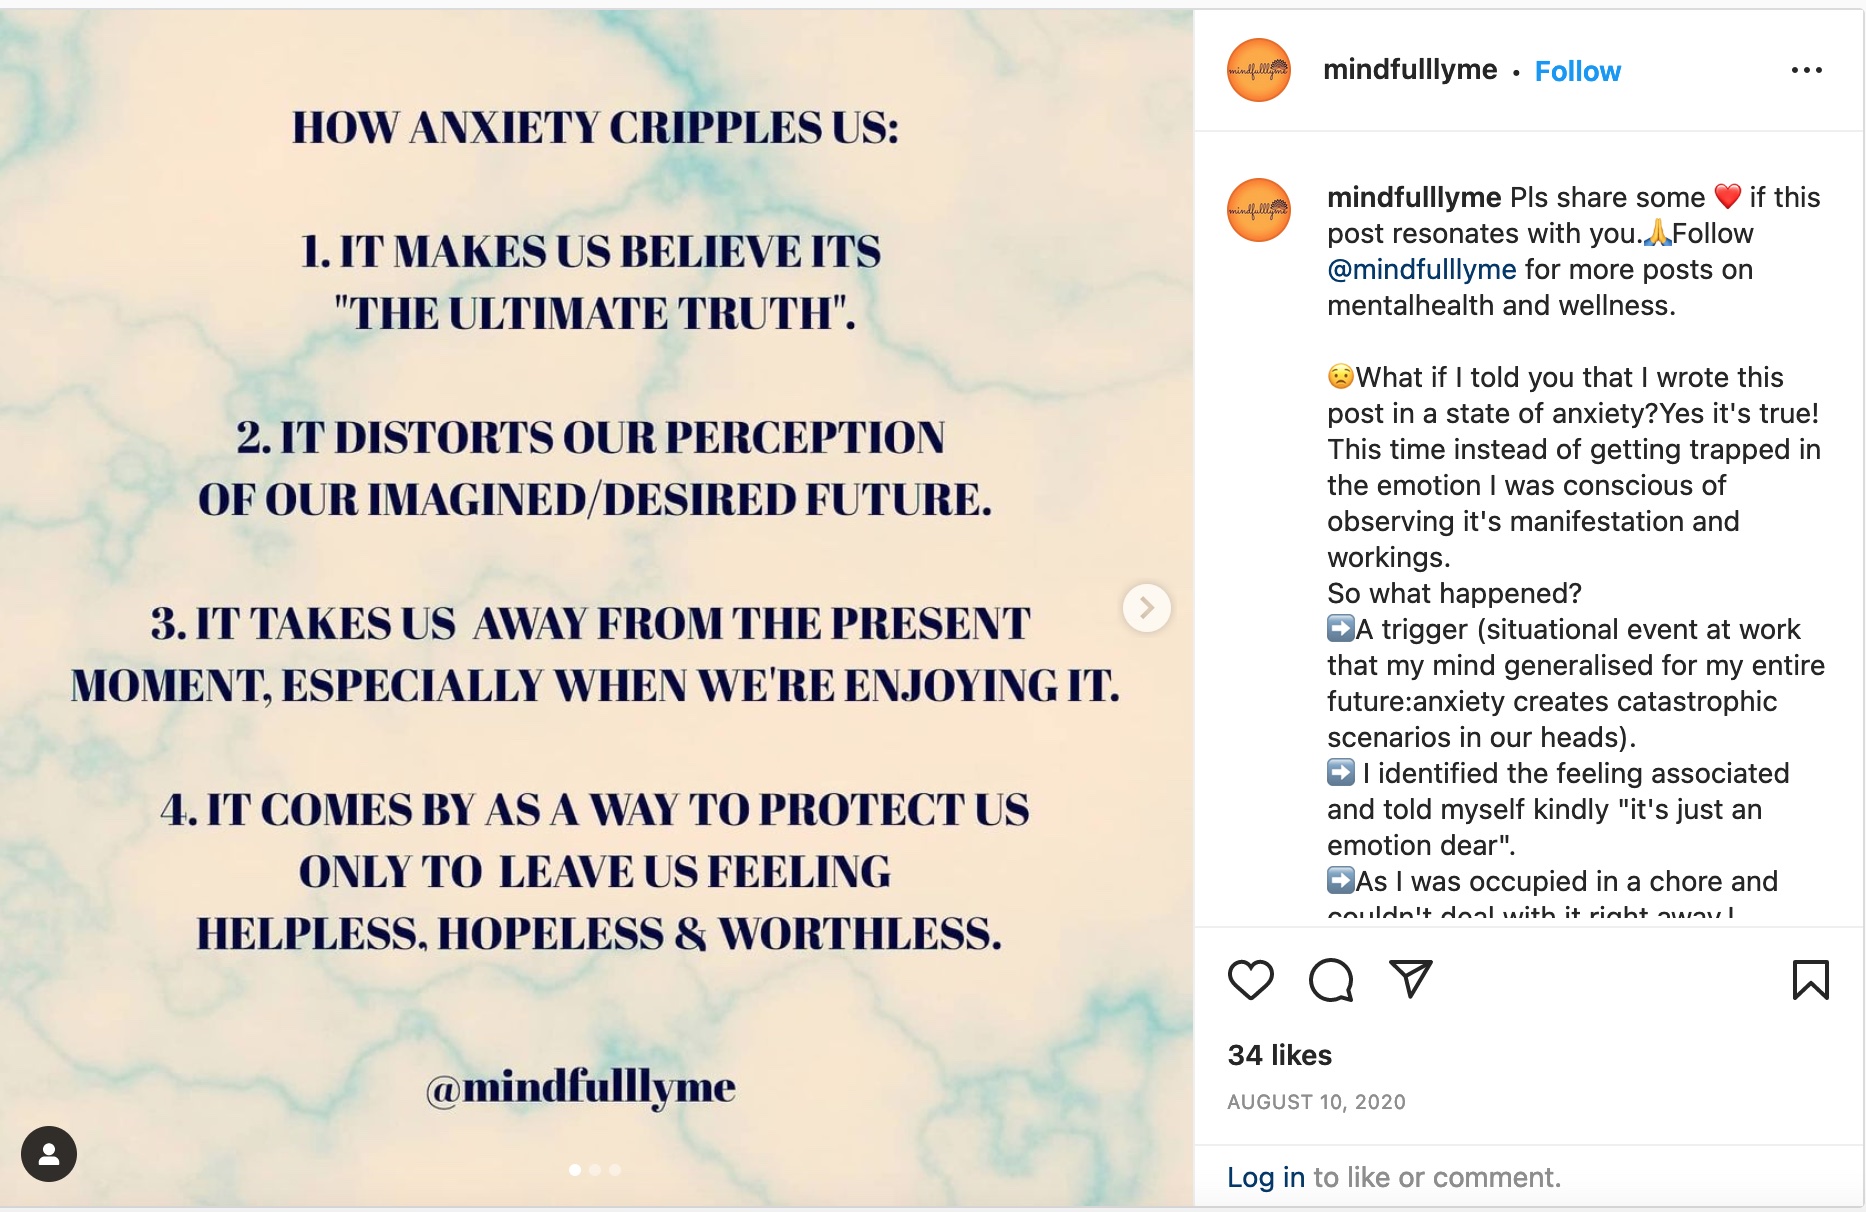 HOW ANXIETY CRIPPLES US:
1. IT MAKES US BELIEVE ITS
"THE ULTIMATE TRUTH".
2. IT DISTORTS OUR PERCEPTION
OF OUR IMAGINED/DESIRED FUTURE.
3. IT TAKES US AWAY FROM THE PRESENT
MOMENT, ESPECIALLY WHEN WE'RE ENJOYING IT.
4. IT COMES BY AS A WAY TO PROTECT US
ONLY TO LEAVE US FEELING
HELPLESS, HOPELESS & WORTHLESS.
@mindfulllyme
mindfulllyme
mindfulllyme • Follow
mindfulllyme
mindfulllyme Pls share some ❤️ if this
post resonates with you.🙏Follow
@mindfulllyme for more posts on
mentalhealth and wellness.
😟What if I told you that I wrote this
post in a state of anxiety?Yes it's true!
This time instead of getting trapped in
the emotion I was conscious of
observing it's manifestation and
workings.
So what happened?
➡️A trigger (situational event at work
that my mind generalised for my entire
future:anxiety creates catastrophic
scenarios in our heads).
➡️ I identified the feeling associated
and told myself kindly "it's just an
emotion dear".
➡️As I was occupied in a chore and
couldn't deal with it right away I
34 likes
AUGUST 10, 2020
Log in to like or comment.